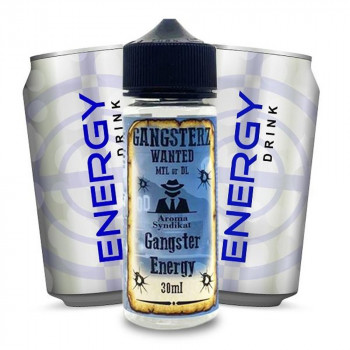 GANGSTERZ
WANTED
MTL or DL
Aroma
Syndikat
Gangster
Energy
30ml
ENERGY
DRINK
ENERGY
DRINK